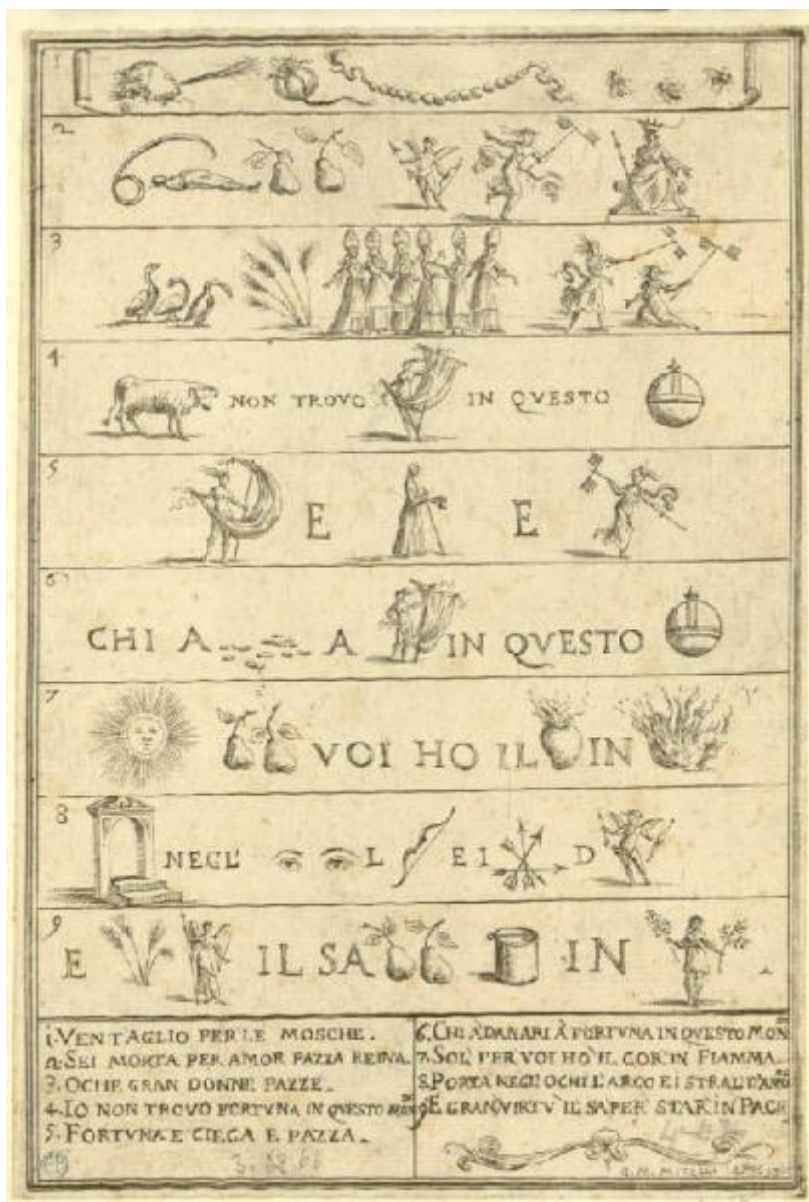 1
2
3
4
NON TROVO IN QVESTO
5
E E
6
CHI A A IN QVESTO
7
VOI HO IL IN
8
NEGL' L E I D
9
E IL SA IN
1. VENTAGLIO PER LE MOSCHE.
2. SEI MORTA PER AMOR PAZZA REINA.
3. OCHE GRAN DONNE PAZZE.
4. IO NON TROVO FORTVNA IN QVESTO MON
5. FORTVNA E CIECA E PAZZA.
6. CHI À DANARI À FORTVNA IN QVESTO MON
7. SOL' PER VOI HO IL COR IN FIAMMA.
8. PORTA NEGL' OCHI L'ARCO E I STRALI D'AMO
9. E GRAN VIRTV' IL SAPER STAR IN PACE
G. M. MITELLI